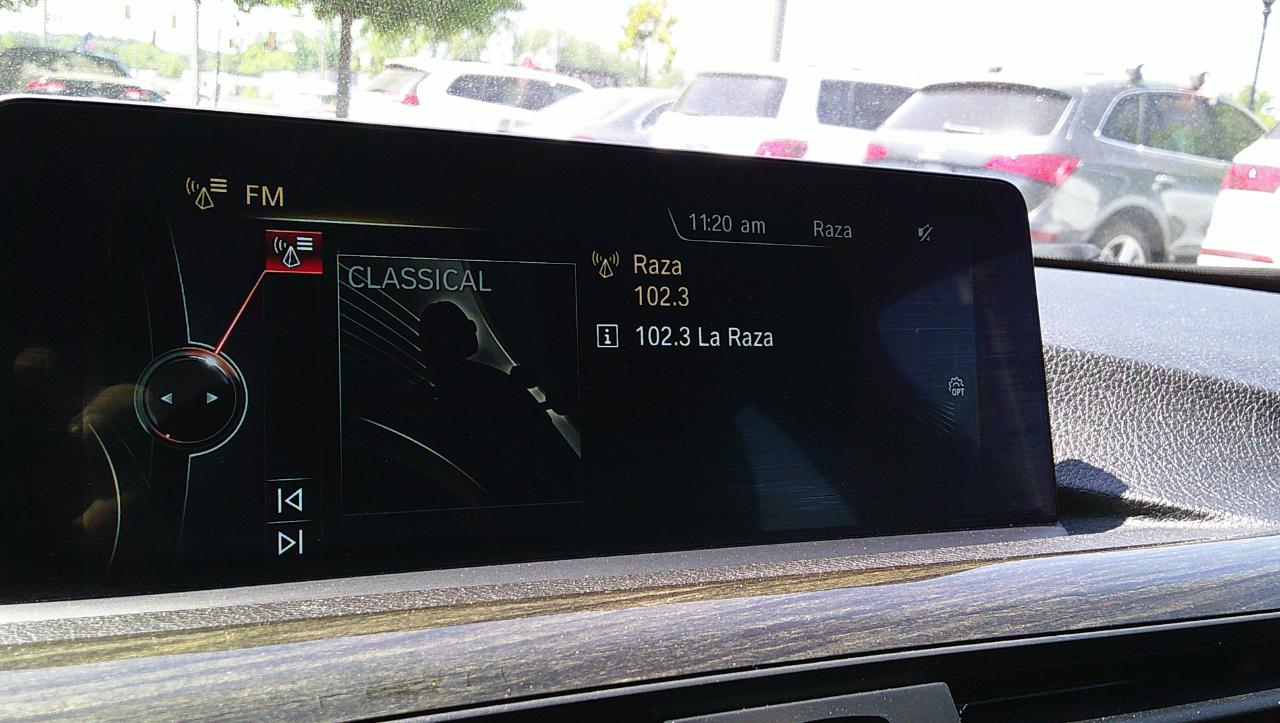 FM
11:20 am Raza
CLASSICAL
Raza
102.3
102.3 La Raza
OPT